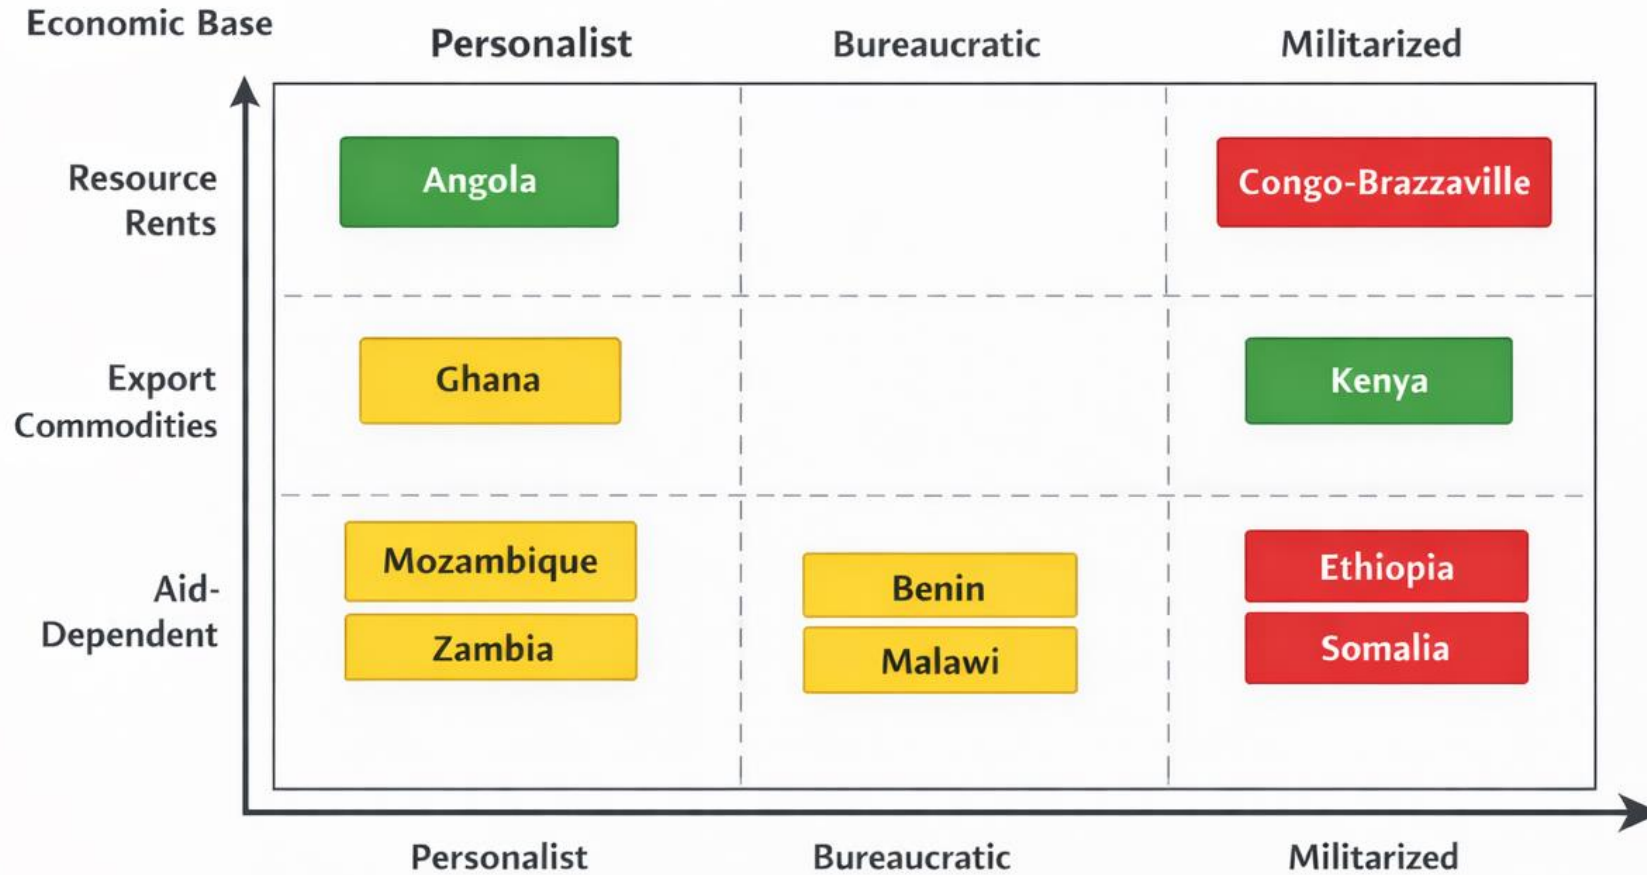 Economic Base
Personalist Bureaucratic Militarized
Resource
Rents
Angola
Congo-Brazzaville
Export
Commodities
Ghana
Kenya
Aid-
Dependent
Mozambique
Zambia
Benin
Malawi
Ethiopia
Somalia
Personalist Bureaucratic Militarized